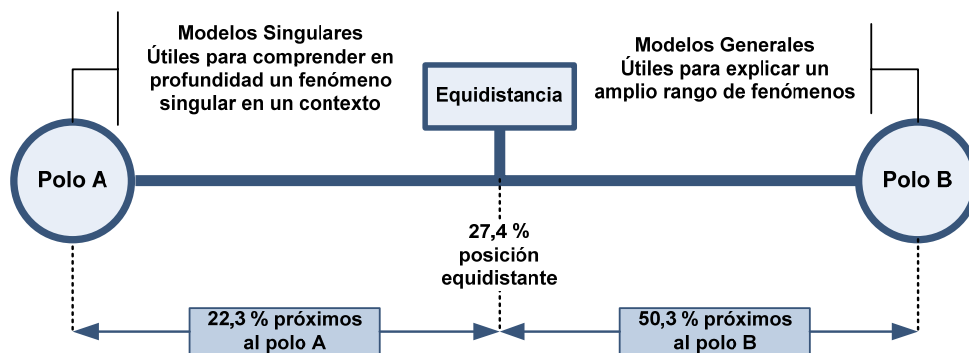 Modelos Singulares
Útiles para comprender en
profundidad un fenómeno
singular en un contexto
Equidistancia
Modelos Generales
Útiles para explicar un
amplio rango de fenómenos
Polo A
Polo B
27,4 %
posición
equidistante
22,3 % próximos
al polo A
50,3 % próximos
al polo B